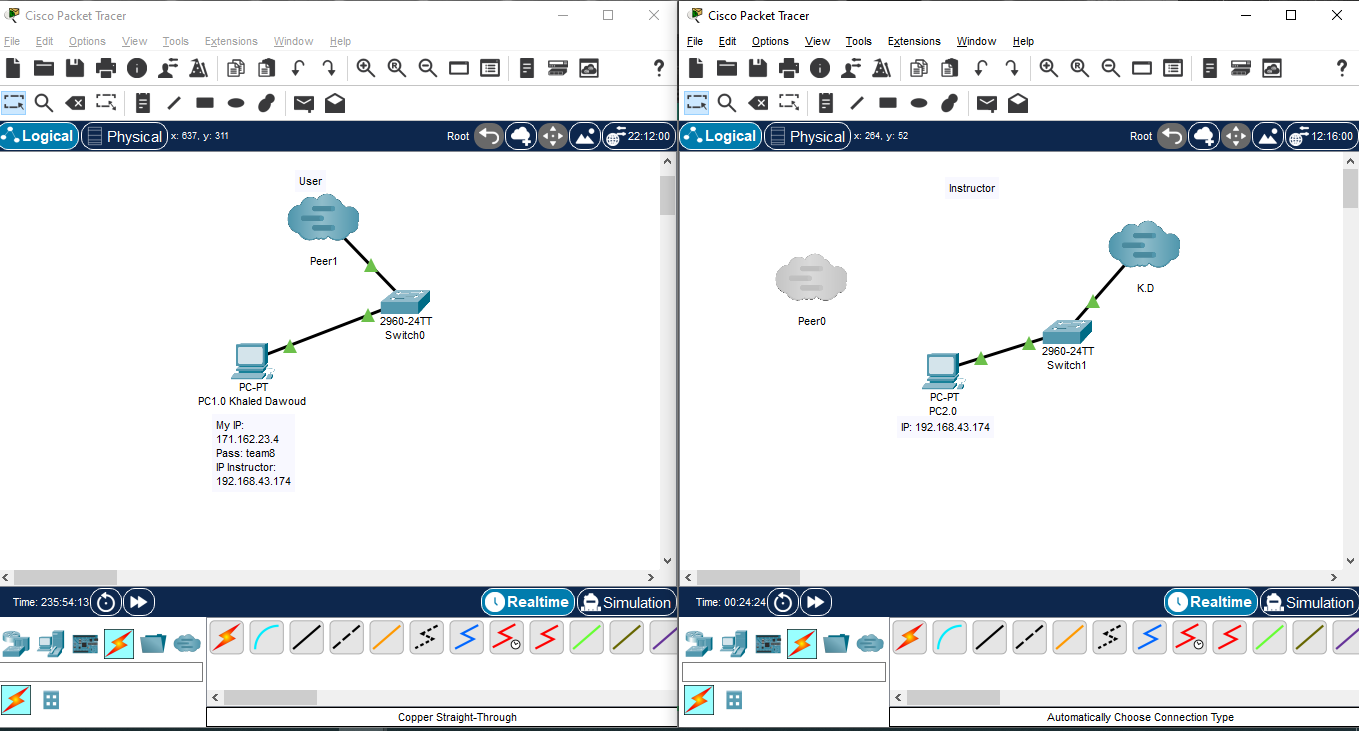 Cisco Packet Tracer
File Edit Options View Tools Extensions Window Help
?
Logical Physical x: 637, y: 311 Root 22:12:00
User
Peer1
2960-24TT
Switch0
PC-PT
PC1.0 Khaled Dawoud
My IP:
171.162.23.4
Pass: team8
IP Instructor:
192.168.43.174
Time: 235:54:13 Realtime Simulation
Copper Straight-Through
Cisco Packet Tracer
File Edit Options View Tools Extensions Window Help
?
Logical Physical x: 264, y: 52 Root 12:16:00
Instructor
K.D
Peer0
2960-24TT
Switch1
PC-PT
PC2.0
IP: 192.168.43.174
Time: 00:24:24 Realtime Simulation
Automatically Choose Connection Type